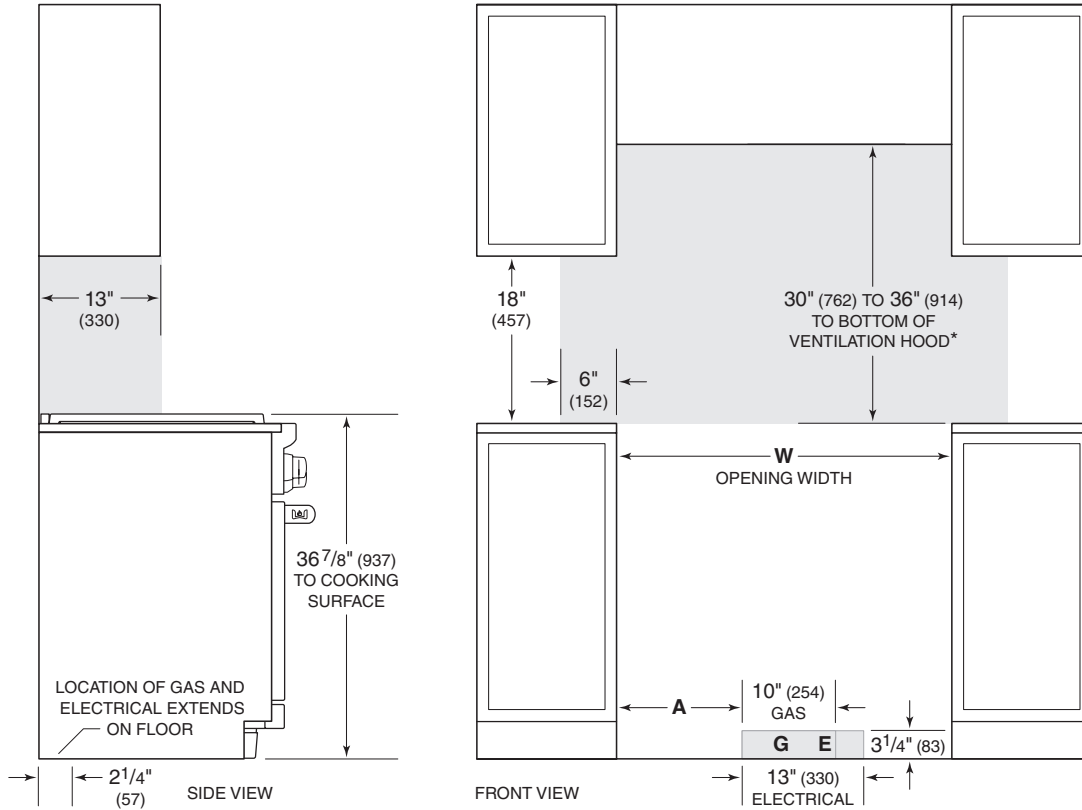 13"
(330)
36 7/8" (937)
TO COOKING
SURFACE
LOCATION OF GAS AND
ELECTRICAL EXTENDS
ON FLOOR
2 1/4"
(57)
SIDE VIEW
18"
(457)
30" (762) TO 36" (914)
TO BOTTOM OF
VENTILATION HOOD*
6"
(152)
W
OPENING WIDTH
A
10" (254)
GAS
G E
3 1/4" (83)
13" (330)
ELECTRICAL
FRONT VIEW